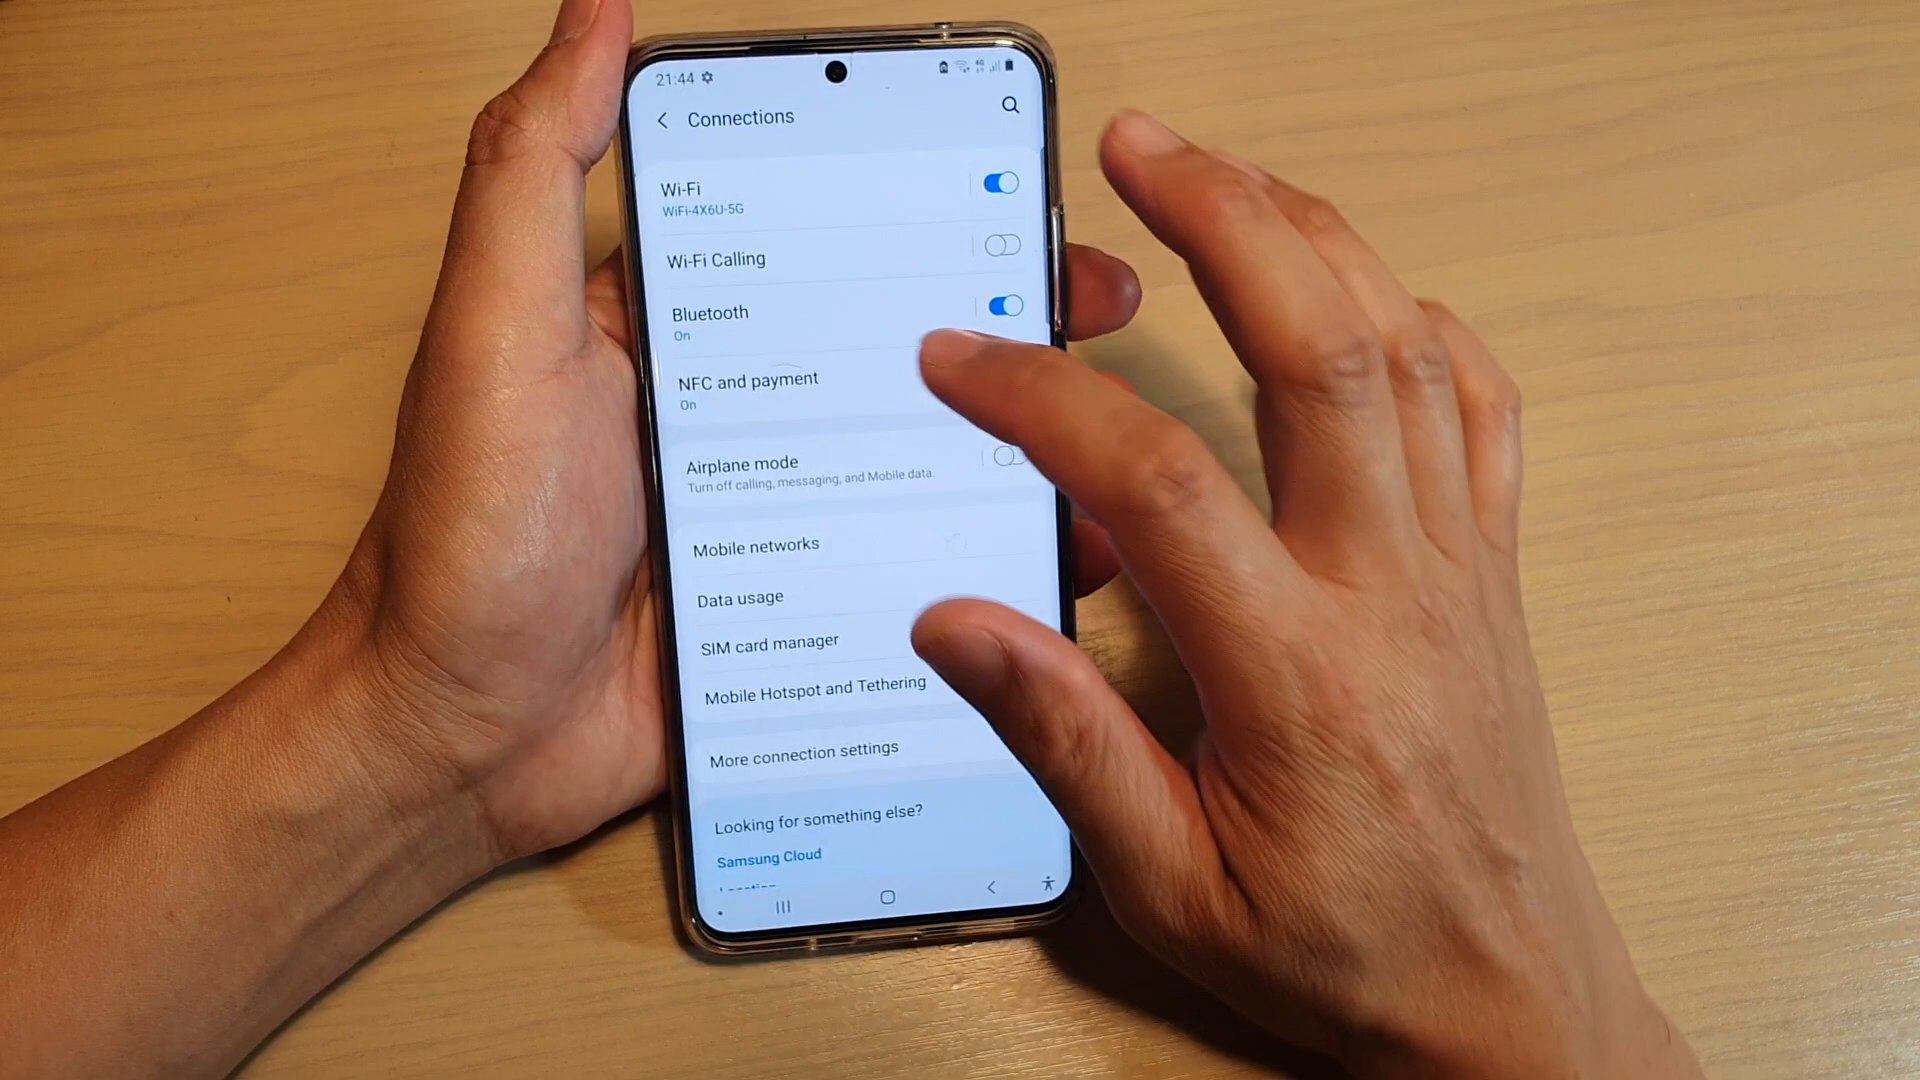 21:44
Connections
Wi-Fi
WiFi-4X6U-5G
Wi-Fi Calling
Bluetooth
On
NFC and payment
On
Airplane mode
Turn off calling, messaging, and Mobile data.
Mobile networks
Data usage
SIM card manager
Mobile Hotspot and Tethering
More connection settings
Looking for something else?
Samsung Cloud